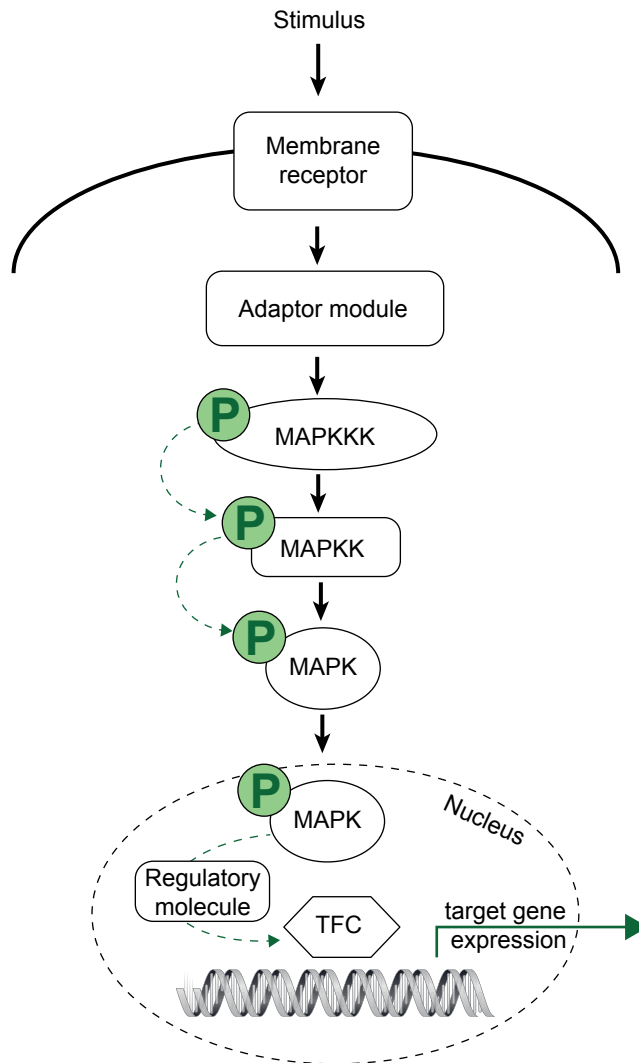 Stimulus
Membrane
receptor
Adaptor module
P
MAPKKK
P
MAPKK
P
MAPK
P
MAPK
Nucleus
Regulatory
molecule
TFC
target gene
expression